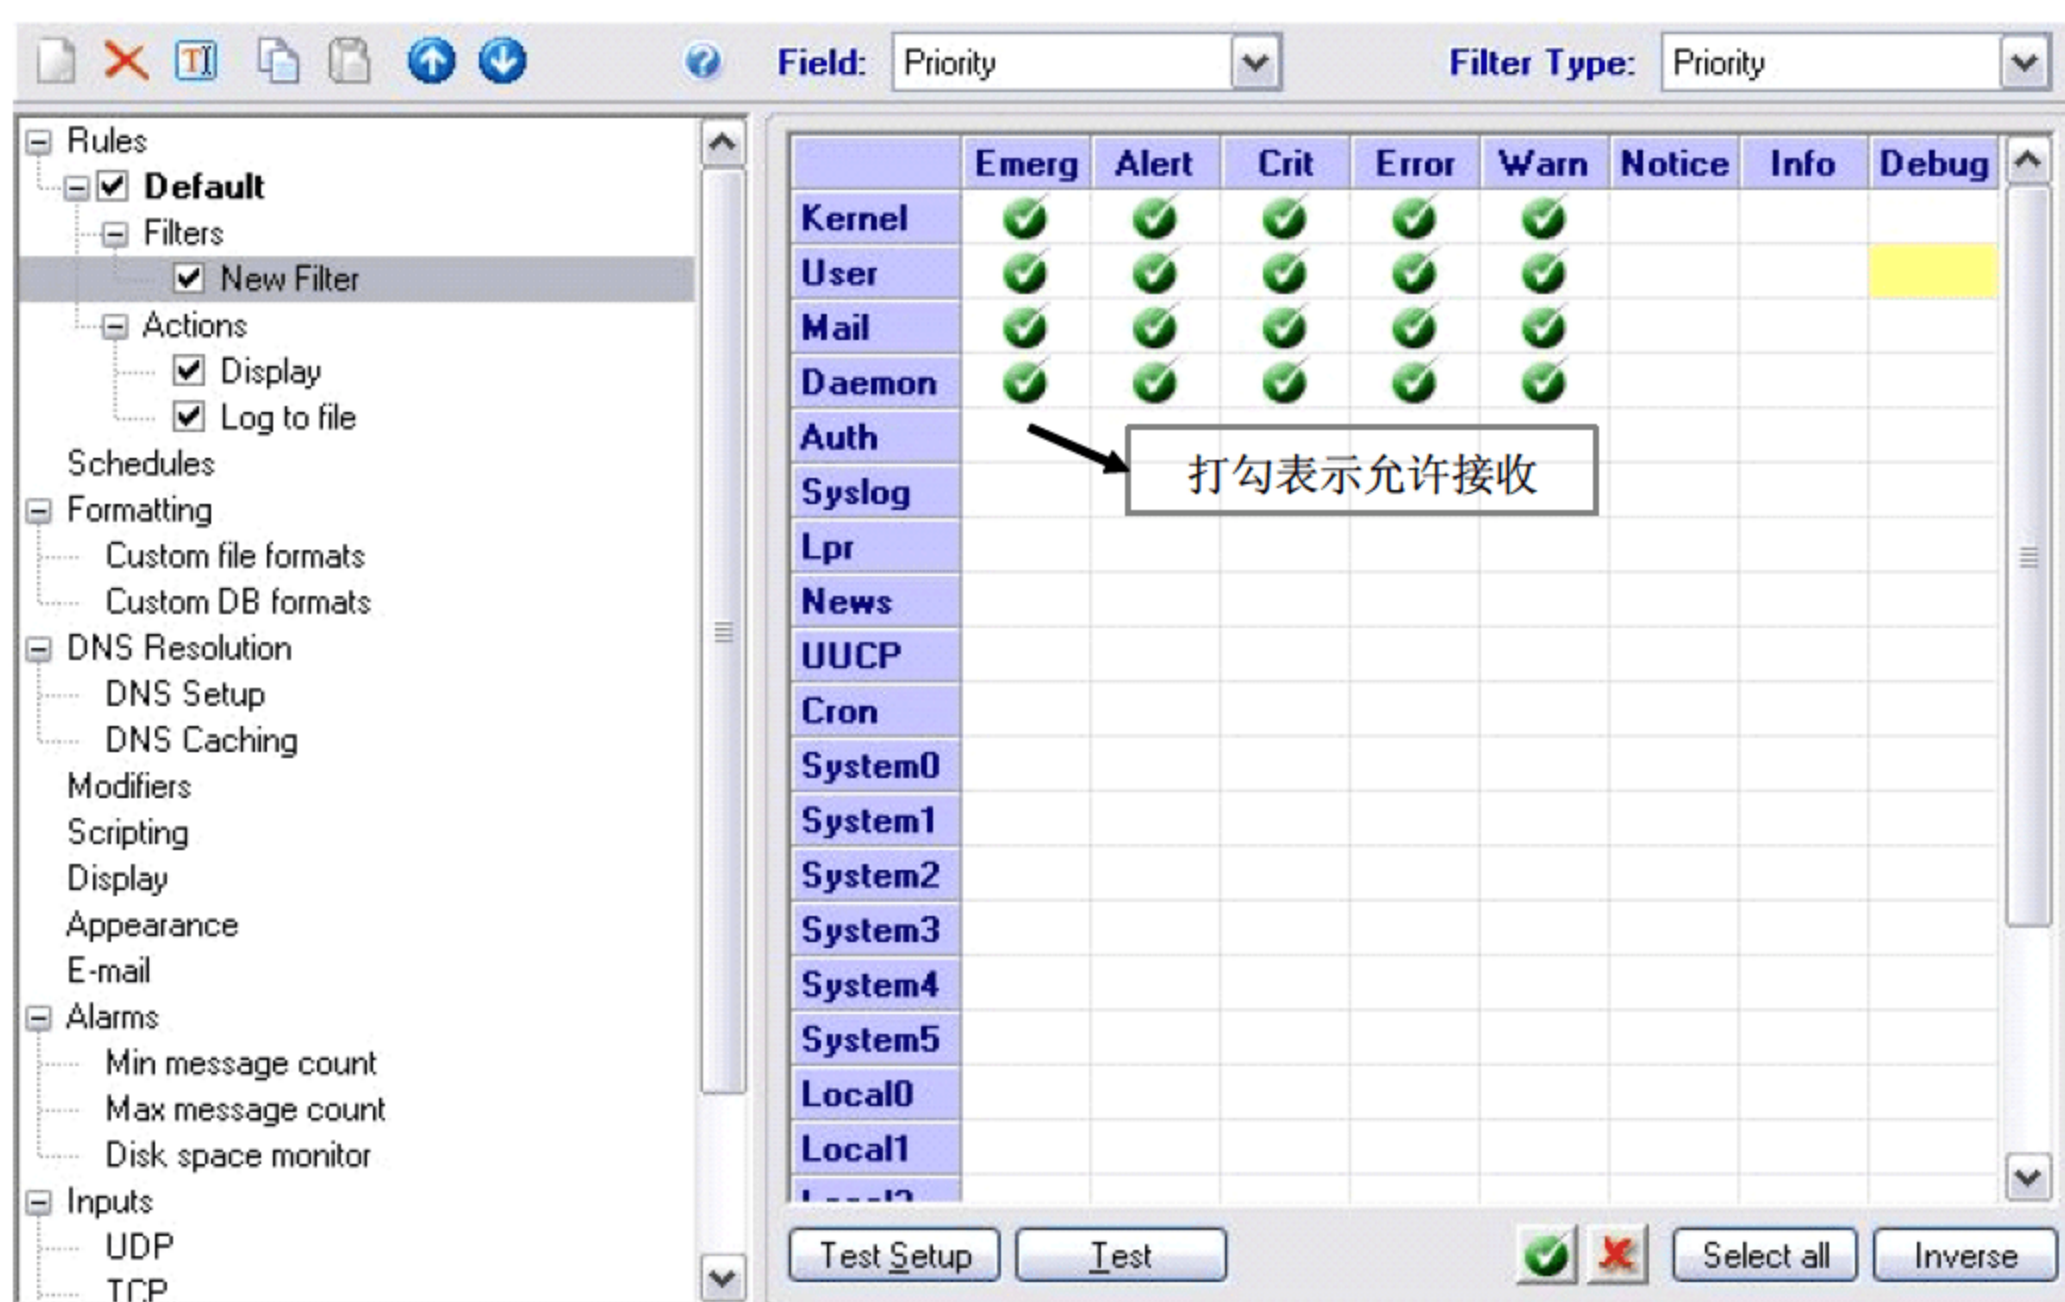 Field: Priority Filter Type: Priority
Rules
Default
Filters
New Filter
Actions
Display
Log to file
Schedules
Formatting
Custom file formats
Custom DB formats
DNS Resolution
DNS Setup
DNS Caching
Modifiers
Scripting
Display
Appearance
E-mail
Alarms
Min message count
Max message count
Disk space monitor
Inputs
UDP
TCP
Emerg Alert Crit Error Warn Notice Info Debug
Kernel
User
Mail
Daemon
Auth
打勾表示允许接收
Syslog
Lpr
News
UUCP
Cron
System0
System1
System2
System3
System4
System5
Local0
Local1
Test Setup Test Select all Inverse